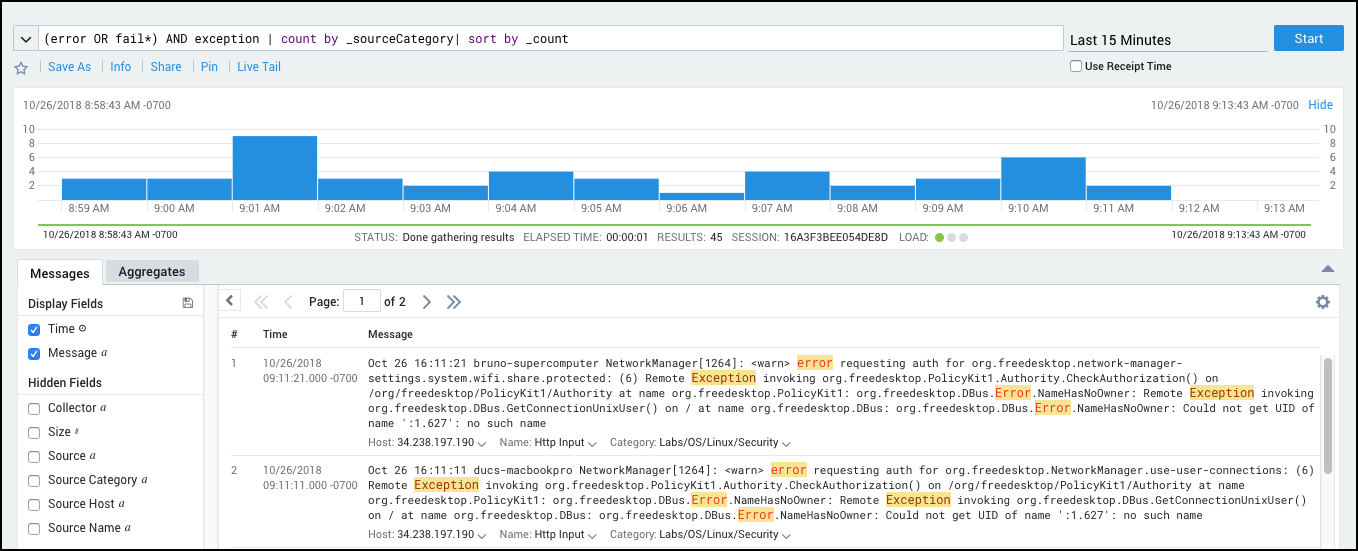 (error OR fail*) AND exception | count by _sourceCategory| sort by _count
Last 15 Minutes
Start
Save As Info Share Pin Live Tail
Use Receipt Time
10/26/2018 8:58:43 AM -0700
10/26/2018 9:13:43 AM -0700 Hide
10 10
8 8
6 6
4 4
2 2
8:59 AM 9:00 AM 9:01 AM 9:02 AM 9:03 AM 9:04 AM 9:05 AM 9:06 AM 9:07 AM 9:08 AM 9:09 AM 9:10 AM 9:11 AM 9:12 AM 9:13 AM
10/26/2018 8:58:43 AM -0700
STATUS: Done gathering results ELAPSED TIME: 00:00:01 RESULTS: 45 SESSION: 16A3F3BEE054DE8D LOAD:
10/26/2018 9:13:43 AM -0700
Messages Aggregates
Display Fields
Time
Message a
Hidden Fields
Collector a
Size #
Source a
Source Category a
Source Host a
Source Name a
Page: 1 of 2
# Time Message
1 10/26/2018
09:11:21.000 -0700
Oct 26 16:11:21 bruno-supercomputer NetworkManager[1264]: <warn> error requesting auth for org.freedesktop.network-manager-
settings.system.wifi.share.protected: (6) Remote Exception invoking org.freedesktop.PolicyKit1.Authority.CheckAuthorization() on
/org/freedesktop/PolicyKit1/Authority at name org.freedesktop.PolicyKit1: org.freedesktop.DBus.Error.NameHasNoOwner: Remote Exception invoking
org.freedesktop.DBus.GetConnectionUnixUser() on / at name org.freedesktop.DBus: org.freedesktop.DBus.Error.NameHasNoOwner: Could not get UID of
name ':1.627': no such name
Host: 34.238.197.190 Name: Http Input Category: Labs/OS/Linux/Security
2 10/26/2018
09:11:11.000 -0700
Oct 26 16:11:11 ducs-macbookpro NetworkManager[1264]: <warn> error requesting auth for org.freedesktop.NetworkManager.use-user-connections: (6)
Remote Exception invoking org.freedesktop.PolicyKit1.Authority.CheckAuthorization() on /org/freedesktop/PolicyKit1/Authority at name
org.freedesktop.PolicyKit1: org.freedesktop.DBus.Error.NameHasNoOwner: Remote Exception invoking org.freedesktop.DBus.GetConnectionUnixUser()
on / at name org.freedesktop.DBus: org.freedesktop.DBus.Error.NameHasNoOwner: Could not get UID of name ':1.627': no such name
Host: 34.238.197.190 Name: Http Input Category: Labs/OS/Linux/Security